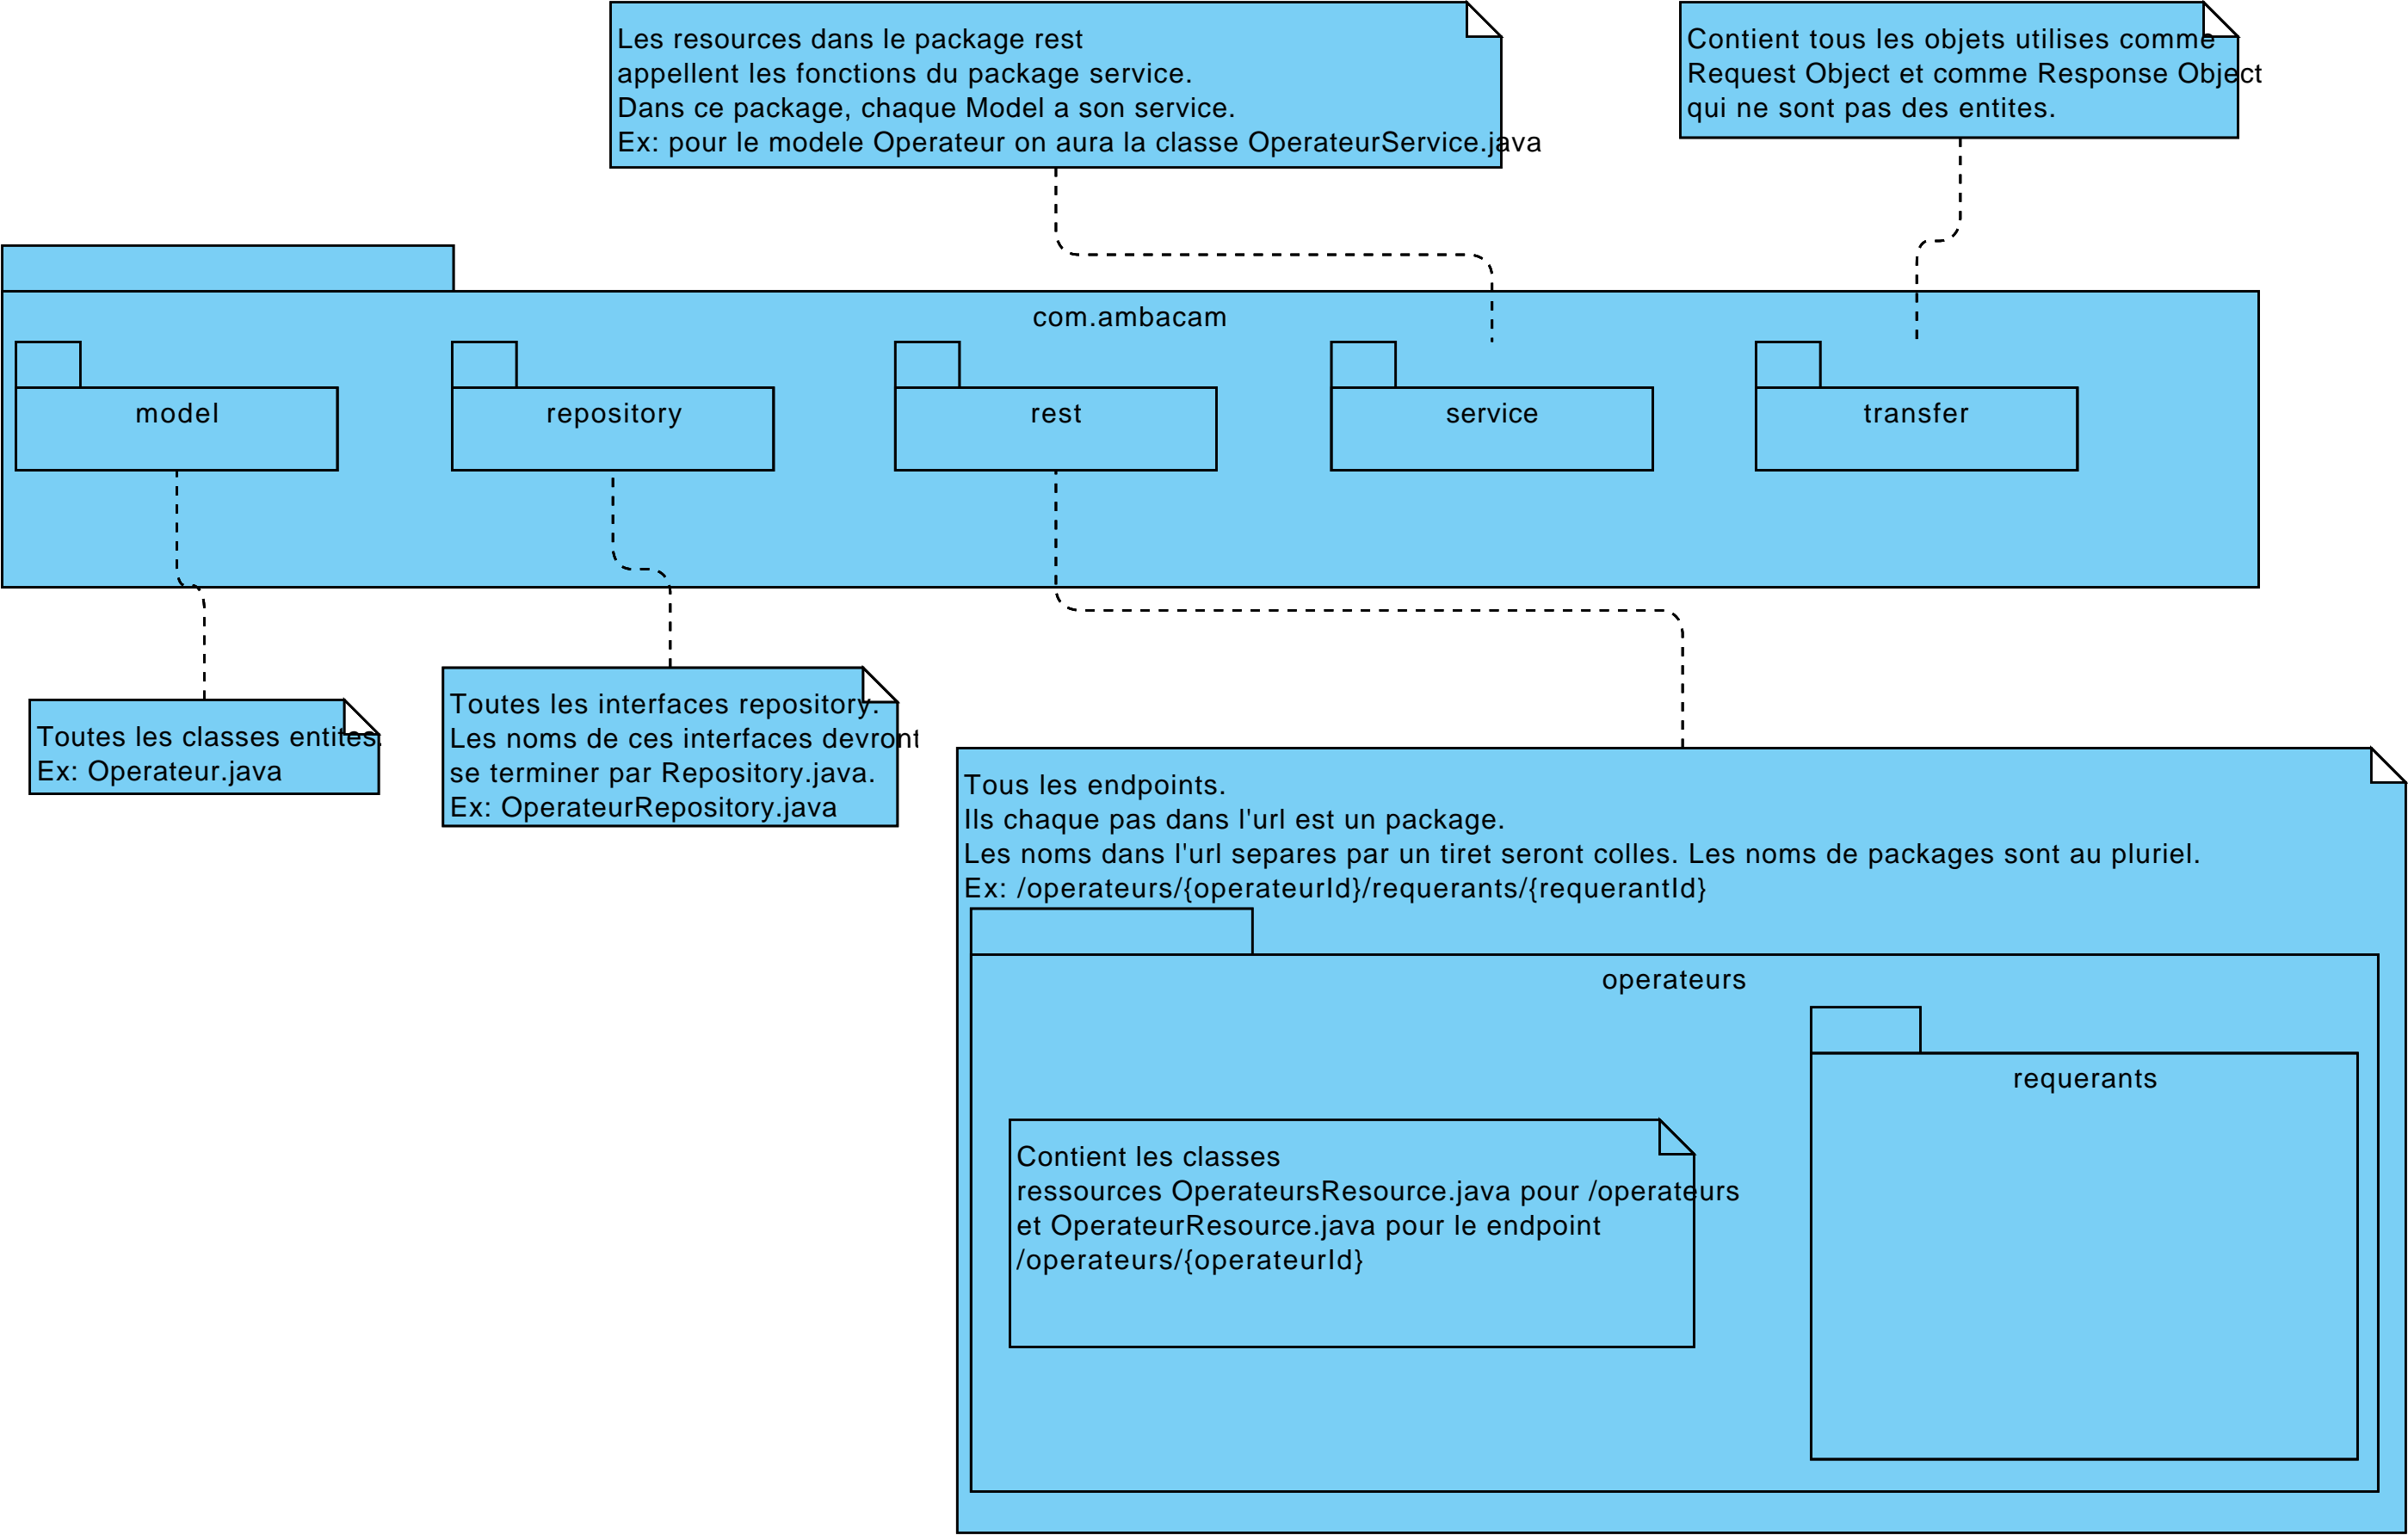 Les resources dans le package rest
appellent les fonctions du package service.
Dans ce package, chaque Model a son service.
Ex: pour le modele Operateur on aura la classe OperateurService.java
Contient tous les objets utilises comme
Request Object et comme Response Object
qui ne sont pas des entites.
com.ambacam
model
repository
rest
service
transfer
Toutes les classes entites.
Ex: Operateur.java
Toutes les interfaces repository.
Les noms de ces interfaces devront
se terminer par Repository.java.
Ex: OperateurRepository.java
Tous les endpoints.
Ils chaque pas dans l'url est un package.
Les noms dans l'url separes par un tiret seront colles. Les noms de packages sont au pluriel.
Ex: /operateurs/{operateurId}/requerants/{requerantId}
operateurs
requerants
Contient les classes
ressources OperateursResource.java pour /operateurs
et OperateurResource.java pour le endpoint
/operateurs/{operateurId}